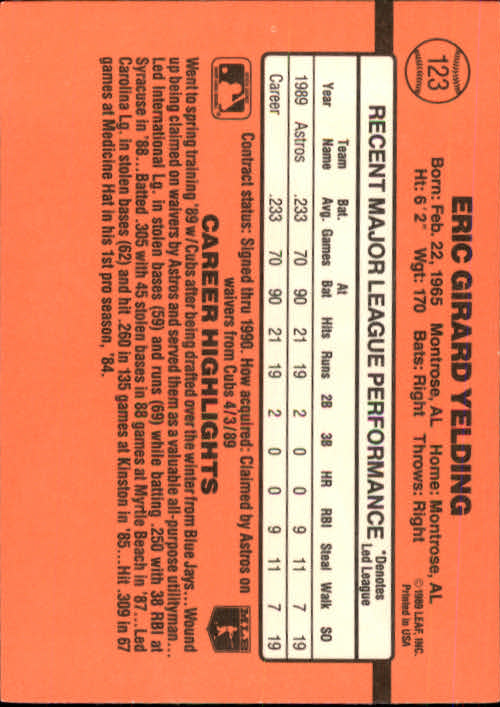 123
ERIC GIRARD YELDING
Born: Feb. 22, 1965 Montrose, AL Home: Montrose, AL
Ht: 6'2" Wgt: 170 Bats: Right Throws: Right
©1989 LEAF, INC.
Printed in USA
RECENT MAJOR LEAGUE PERFORMANCE
*Denotes
Led League
Team Bat. At
Year Name Avg. Games Bat Hits Runs 2B 3B HR RBI Steal Walk SO
1989 Astros .233 70 90 21 19 2 0 0 9 11 7 19
Career .233 70 90 21 19 2 0 0 9 11 7 19
Contract status: Signed thru 1990. How acquired: Claimed by Astros on
waivers from Cubs 4/3/89
CAREER HIGHLIGHTS
MLB
Went to spring training '89 w/Cubs after being drafted over the winter from Blue Jays... Wound
up being claimed on waivers by Astros and served them as a valuable all-purpose utilityman...
Led International Lg. in stolen bases (59) and runs (69) while batting .250 with 38 RBI at
Syracuse in '88... Batted .305 with 45 stolen bases in 88 games at Myrtle Beach in '87... Led
Carolina Lg. in stolen bases (62) and hit .260 in 135 games at Kinston in '85... Hit .309 in 67
games at Medicine Hat in his 1st pro season, '84.